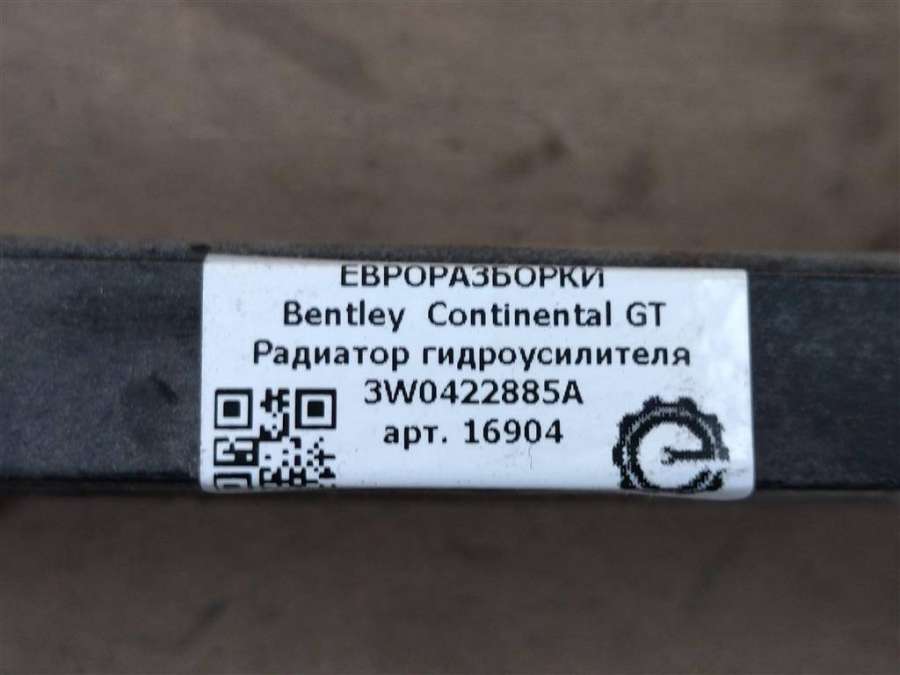 ЕВРОРАЗБОРКИ
Bentley Continental GT
Радиатор гидроусилителя
3W0422885A
арт. 16904